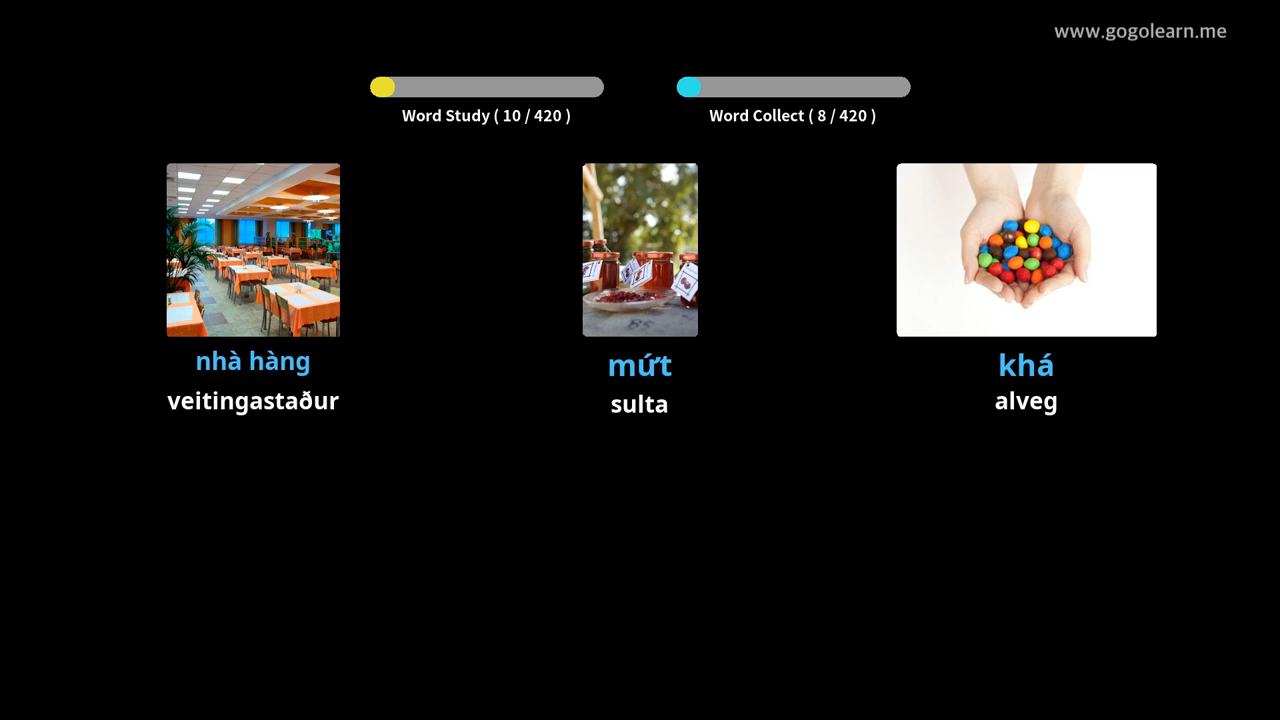 www.gogolearn.me
Word Study ( 10 / 420 )
Word Collect ( 8 / 420 )
nhà hàng
veitingastaður
mứt
sulta
khá
alveg